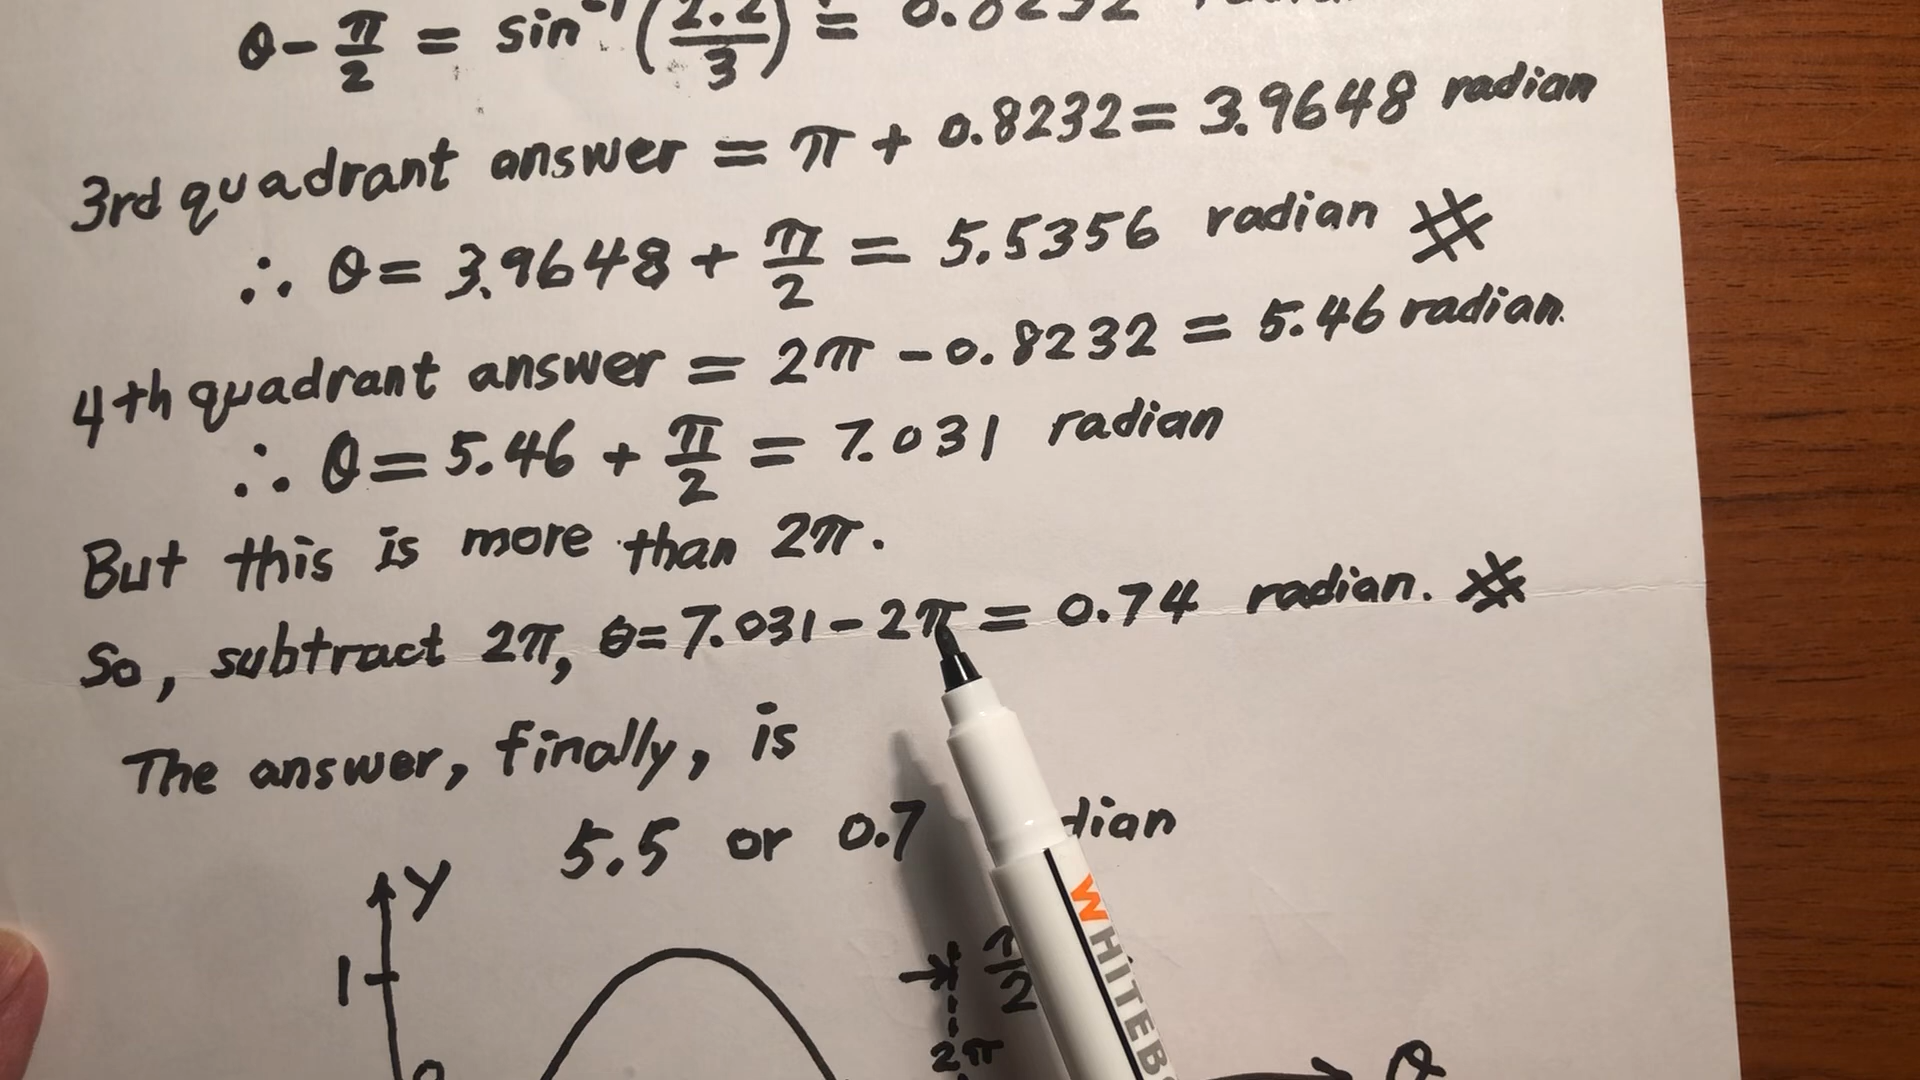 θ - π/2 = sin⁻¹(2.2/3) = 0.8232
3rd quadrant answer = π + 0.8232 = 3.9648 radian
∴ θ = 3.9648 + π/2 = 5.5356 radian #
4th quadrant answer = 2π - 0.8232 = 5.46 radian.
∴ θ = 5.46 + π/2 = 7.031 radian
But this is more than 2π.
So, subtract 2π, θ = 7.031 - 2π = 0.74 radian. #
The answer, finally, is
5.5 or 0.7 dian
y
1
π/2
2π
θ
WHITEB